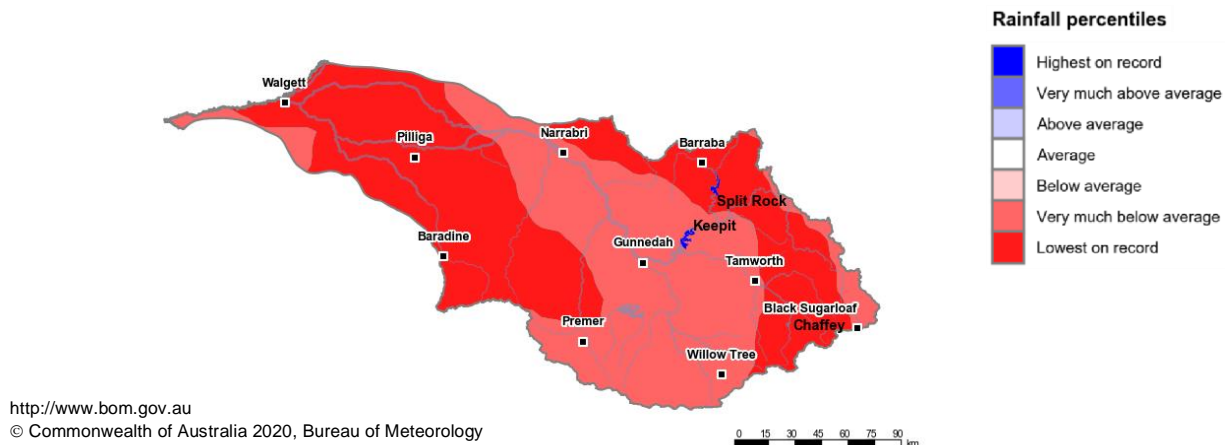 Rainfall percentiles
Highest on record
Very much above average
Above average
Average
Below average
Very much below average
Lowest on record
Walgett
Pilliga
Narrabri
Barraba
Split Rock
Keepit
Baradine
Gunnedah
Tamworth
Black Sugarloaf
Chaffey
Premer
Willow Tree
http://www.bom.gov.au
© Commonwealth of Australia 2020, Bureau of Meteorology
0 15 30 45 60 75 90
km